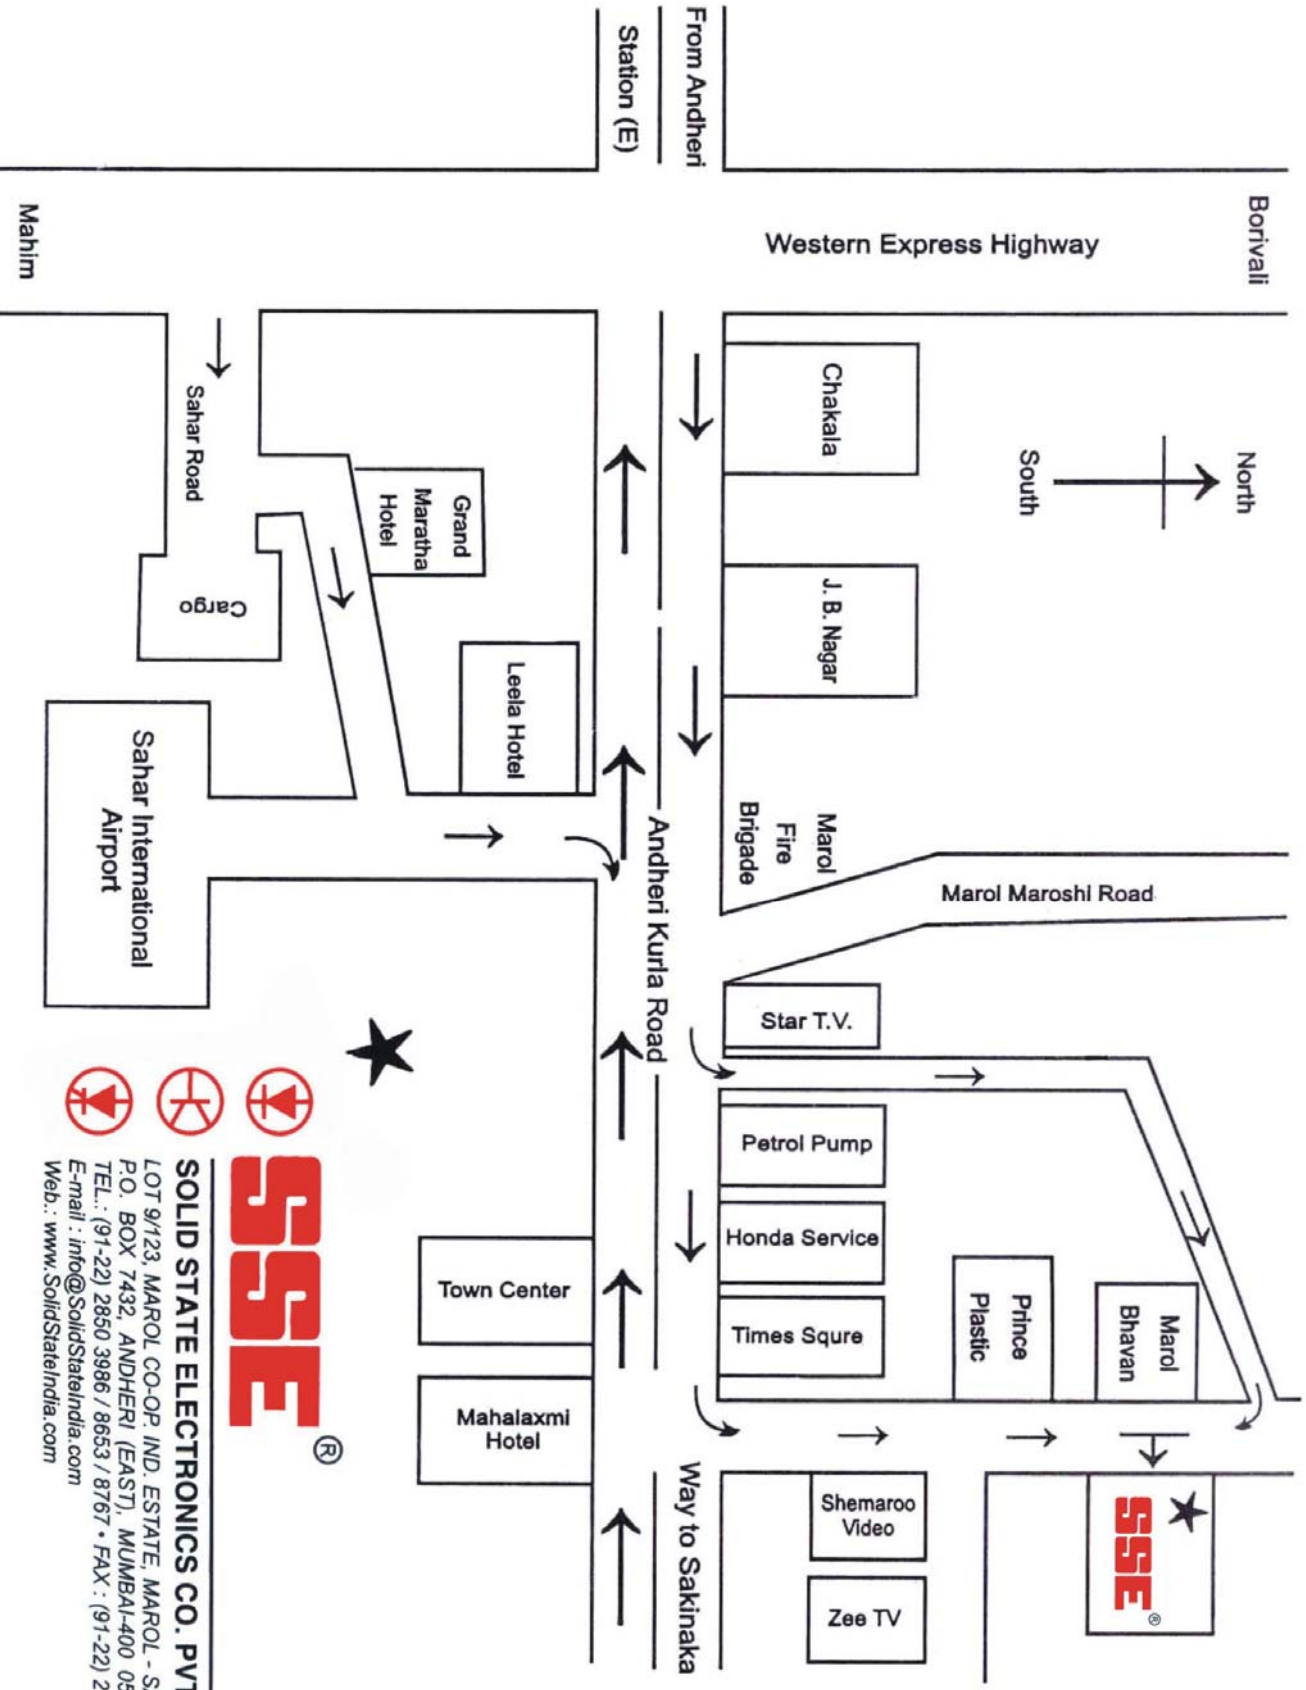 Borivali
Western Express Highway
Mahim
From Andheri
Station (E)
North
South
Chakala
J. B. Nagar
Marol
Fire
Brigade
Marol Maroshi Road
Sahar Road
Cargo
Grand
Maratha
Hotel
Leela Hotel
Sahar International
Airport
Andheri Kurla Road
Star T.V.
Petrol Pump
Honda Service
Times Squre
Prince
Plastic
Marol
Bhavan
Town Center
Mahalaxmi
Hotel
Way to Sakinaka
Shemaroo
Video
Zee TV
SSE®
SSE®
SOLID STATE ELECTRONICS CO. PVT
LOT 9/123, MAROL CO-OP. IND. ESTATE, MAROL -
P.O. BOX 7432, ANDHERI (EAST), MUMBAI-400
TEL.: (91-22) 2850 3986 / 8653 / 8767 • FAX : (91-22) 2
E-mail : info@SolidStateIndia.com
Web.: www.SolidStateIndia.com